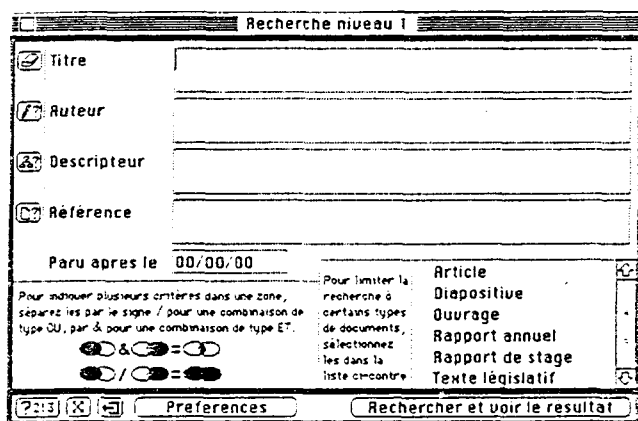 Recherche niveau 1
Titre
Auteur
Descripteur
Référence
Paru apres le 00/00/00
Pour indiquer plusieurs critères dans une zone,
séparez les par le signe / pour une combinaison de
type OU, par & pour une combinaison de type ET.
& =
/ =
Pour limiter la
recherche à
certains types
de documents,
sélectionnez
les dans la
liste ci-contre
Article
Diapositive
Ouvrage
Rapport annuel
Rapport de stage
Texte législatif
Preferences
Rechercher et voir le resultat